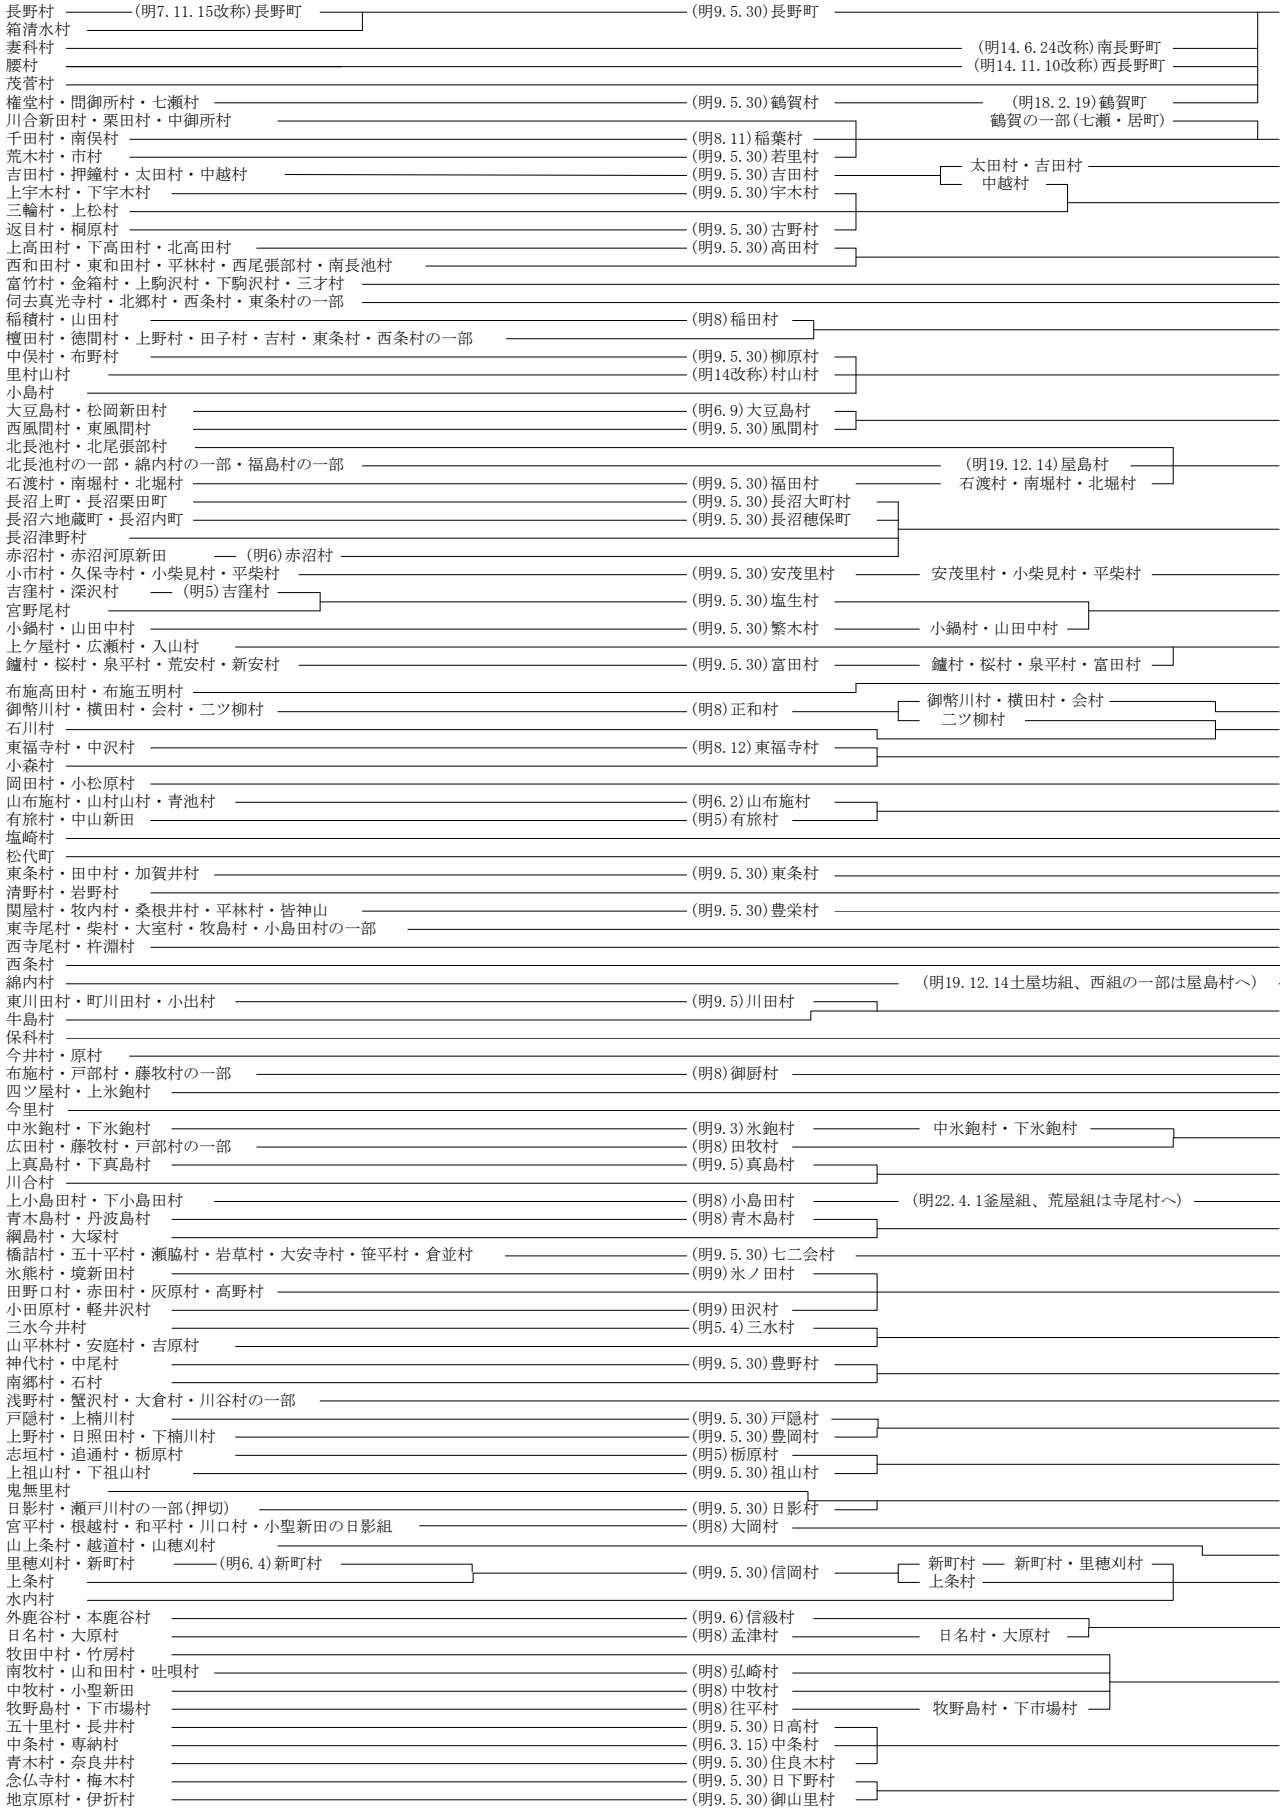 長野村 (明7.11.15改称)長野町 (明9.5.30)長野町
箱清水村
妻科村 (明14.6.24改称)南長野町
腰村 (明14.11.10改称)西長野町
茂菅村
権堂村・問御所村・七瀬村 (明9.5.30)鶴賀村 (明18.2.19)鶴賀町
川合新田村・栗田村・中御所村 鶴賀の一部(七瀬・居町)
千田村・南俣村 (明8.11)稲葉村
荒木村・市村 (明9.5.30)若里村
吉田村・押鐘村・太田村・中越村 (明9.5.30)吉田村 太田村・吉田村
中越村
上宇木村・下宇木村 (明9.5.30)宇木村
三輪村・上松村
返目村・桐原村 (明9.5.30)古野村
上高田村・下高田村・北高田村 (明9.5.30)高田村
西和田村・東和田村・平林村・西尾張部村・南長池村
富竹村・金箱村・上駒沢村・下駒沢村・三才村
伺去真光寺村・北郷村・西条村・東条村の一部
稲積村・山田村 (明8)稲田村
檀田村・徳間村・上野村・田子村・吉村・東条村・西条村の一部
中俣村・布野村 (明9.5.30)柳原村
里村山村 (明14改称)村山村
小島村
大豆島村・松岡新田村 (明6.9)大豆島村
西風間村・東風間村 (明9.5.30)風間村
北長池村・北尾張部村
北長池村の一部・綿内村の一部・福島村の一部 (明19.12.14)屋島村
石渡村・南堀村・北堀村 (明9.5.30)福田村 石渡村・南堀村・北堀村
長沼上町・長沼栗田町 (明9.5.30)長沼大町村
長沼六地蔵町・長沼内町 (明9.5.30)長沼穂保町
長沼津野村
赤沼村・赤沼河原新田 (明6)赤沼村
小市村・久保寺村・小柴見村・平柴村 (明9.5.30)安茂里村 安茂里村・小柴見村・平柴村
吉窪村・深沢村 (明5)吉窪村
(明9.5.30)塩生村
宮野尾村
小鍋村・山田中村 (明9.5.30)繁木村 小鍋村・山田中村
上ケ屋村・広瀬村・入山村
鑪村・桜村・泉平村・荒安村・新安村 (明9.5.30)富田村 鑪村・桜村・泉平村・富田村
布施高田村・布施五明村
御幣川村・横田村・会村・二ツ柳村 (明8)正和村 御幣川村・横田村・会村
二ツ柳村
石川村
東福寺村・中沢村 (明8.12)東福寺村
小森村
岡田村・小松原村
山布施村・山村山村・青池村 (明6.2)山布施村
有旅村・中山新田 (明5)有旅村
塩崎村
松代町
東条村・田中村・加賀井村 (明9.5.30)東条村
清野村・岩野村
関屋村・牧内村・桑根井村・平林村・皆神山 (明9.5.30)豊栄村
東寺尾村・柴村・大室村・牧島村・小島田村の一部
西寺尾村・杵淵村
西条村
綿内村 (明19.12.14土屋坊組、西組の一部は屋島村へ)
東川田村・町川田村・小出村 (明9.5)川田村
牛島村
保科村
今井村・原村
布施村・戸部村・藤牧村の一部 (明8)御厨村
四ツ屋村・上氷鉋村
今里村
中氷鉋村・下氷鉋村 (明9.3)氷鉋村 中氷鉋村・下氷鉋村
広田村・藤牧村・戸部村の一部 (明8)田牧村
上真島村・下真島村 (明9.5)真島村
川合村
上小島田村・下小島田村 (明8)小島田村 (明22.4.1釜屋組、荒屋組は寺尾村へ)
青木島村・丹波島村 (明8)青木島村
綱島村・大塚村
橋詰村・五十平村・瀬脇村・岩草村・大安寺村・笹平村・倉並村 (明9.5.30)七二会村
氷熊村・境新田村 (明9)氷ノ田村
田野口村・赤田村・灰原村・高野村
小田原村・軽井沢村 (明9)田沢村
三水今井村 (明5.4)三水村
山平林村・安庭村・吉原村
神代村・中尾村 (明9.5.30)豊野村
南郷村・石村
浅野村・蟹沢村・大倉村・川谷村の一部
戸隠村・上楠川村 (明9.5.30)戸隠村
上野村・日照田村・下楠川村 (明9.5.30)豊岡村
志垣村・追通村・栃原村 (明5)栃原村
上祖山村・下祖山村 (明9.5.30)祖山村
鬼無里村
日影村・瀬戸川村の一部(押切) (明9.5.30)日影村
宮平村・根越村・和平村・川口村・小聖新田の日影組 (明8)大岡村
山上条村・越道村・山穂刈村
里穂刈村・新町村 (明6.4)新町村 新町村 新町村・里穂刈村
(明9.5.30)信岡村
上条村 上条村
水内村
外鹿谷村・本鹿谷村 (明9.6)信級村
日名村・大原村 (明8)孟津村 日名村・大原村
牧田中村・竹房村
南牧村・山和田村・吐唄村 (明8)弘崎村
中牧村・小聖新田 (明8)中牧村
牧野島村・下市場村 (明8)往平村 牧野島村・下市場村
五十里村・長井村 (明9.5.30)日高村
中条村・専納村 (明6.3.15)中条村
青木村・奈良井村 (明9.5.30)住良木村
念仏寺村・梅木村 (明9.5.30)日下野村
地京原村・伊折村 (明9.5.30)御山里村